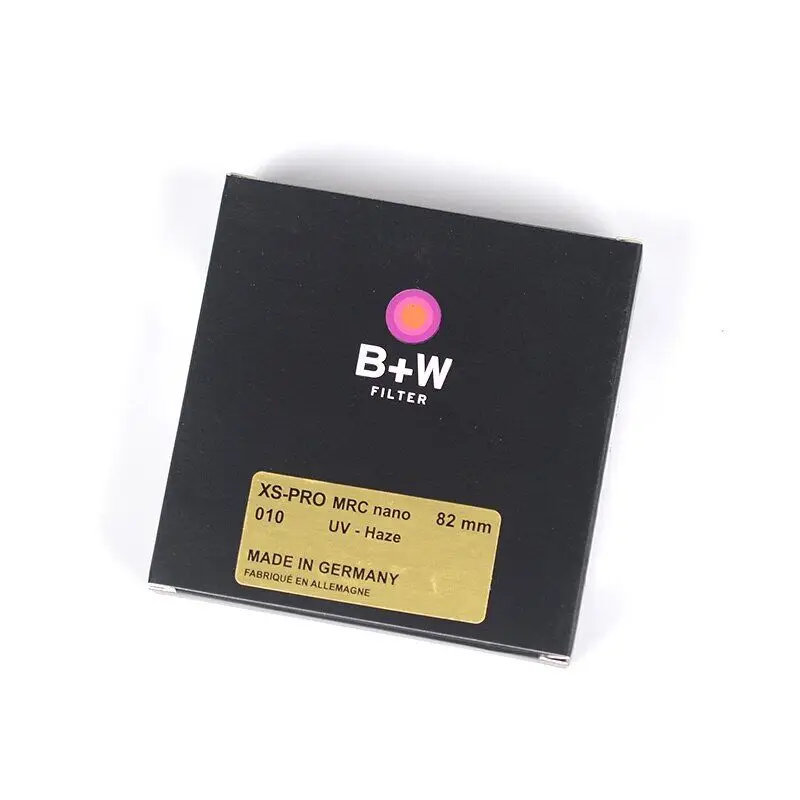 B+W
FILTER
XS-PRO MRC nano 82 mm
010 UV - Haze
MADE IN GERMANY
FABRIQUÉ EN ALLEMAGNE